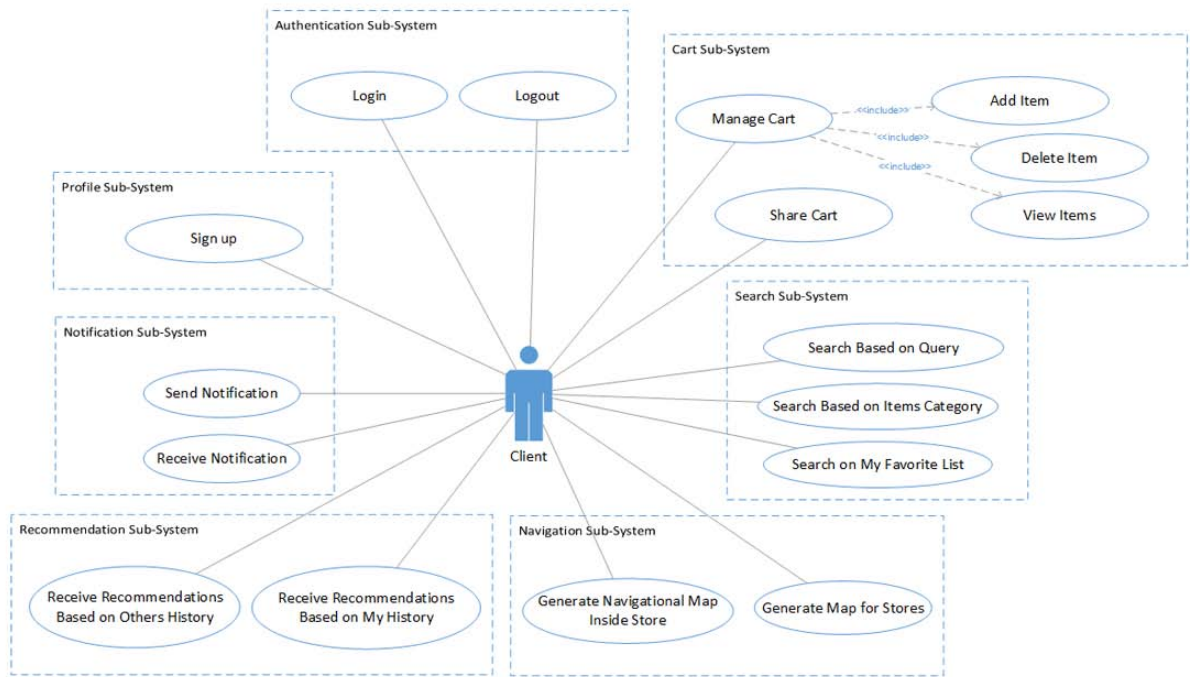 Authentication Sub-System
Login
Logout
Cart Sub-System
Manage Cart
<<include>>
Add Item
<<include>>
Delete Item
<<include>>
View Items
Share Cart
Profile Sub-System
Sign up
Notification Sub-System
Send Notification
Receive Notification
Client
Search Sub-System
Search Based on Query
Search Based on Items Category
Search on My Favorite List
Recommendation Sub-System
Receive Recommendations
Based on Others History
Receive Recommendations
Based on My History
Navigation Sub-System
Generate Navigational Map
Inside Store
Generate Map for Stores